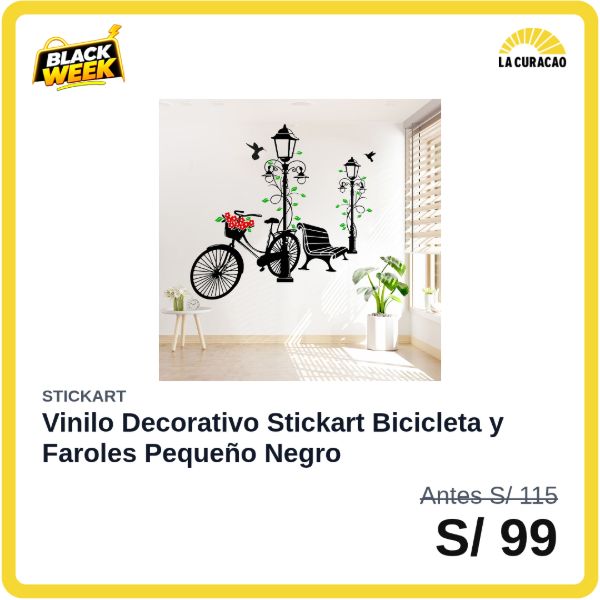 BLACK
WEEK
LA CURACAO
STICKART
Vinilo Decorativo Stickart Bicicleta y
Faroles Pequeño Negro
Antes S/ 115
S/ 99